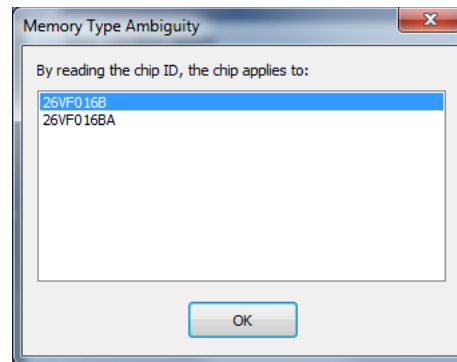 Memory Type Ambiguity
By reading the chip ID, the chip applies to:
26VF016B
26VF016BA
OK